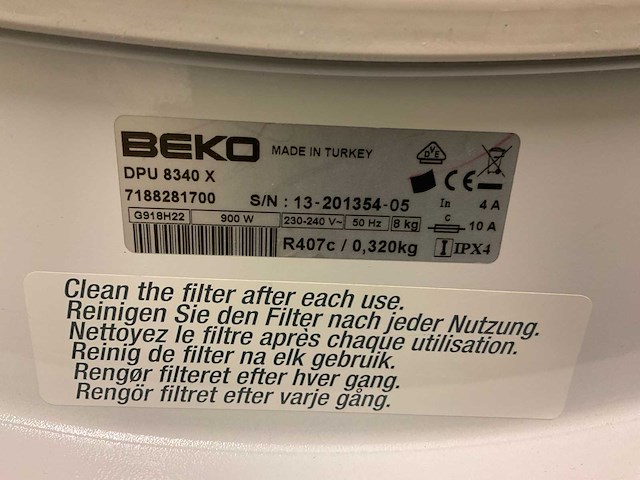 BEKO MADE IN TURKEY
DVE
DPU 8340 X
7188281700 S/N : 13-201354-05 In 4 A
G918H22 900 W 230-240 V~ 50 Hz 8 kg C 10 A
R407c / 0,320kg IPX4
Clean the filter after each use.
Reinigen Sie den Filter nach jeder Nutzung.
Nettoyez le filtre après chaque utilisation.
Reinig de filter na elk gebruik.
Rengør filteret efter hver gang.
Rengör filtret efter varje gång.